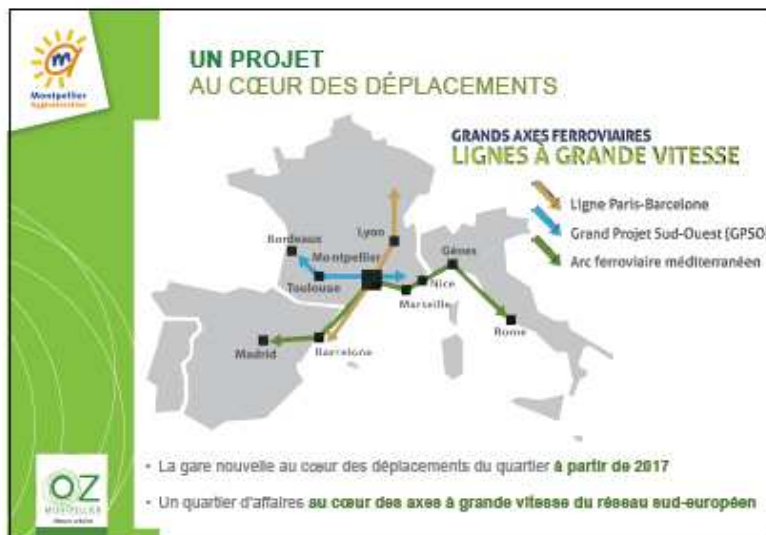 Montpellier
Agglomération
UN PROJET
AU CŒUR DES DÉPLACEMENTS
GRANDS AXES FERROVIAIRES
LIGNES À GRANDE VITESSE
Ligne Paris-Barcelone
Grand Projet Sud-Ouest (GPSO)
Arc ferroviaire méditerranéen
Lyon
Bordeaux
Montpellier
Gênes
Toulouse
Nice
Marseille
Rome
Madrid
Barcelone
- La gare nouvelle au cœur des déplacements du quartier à partir de 2017
- Un quartier d'affaires au cœur des axes à grande vitesse du réseau sud-européen
OZ
MONTPELLIER